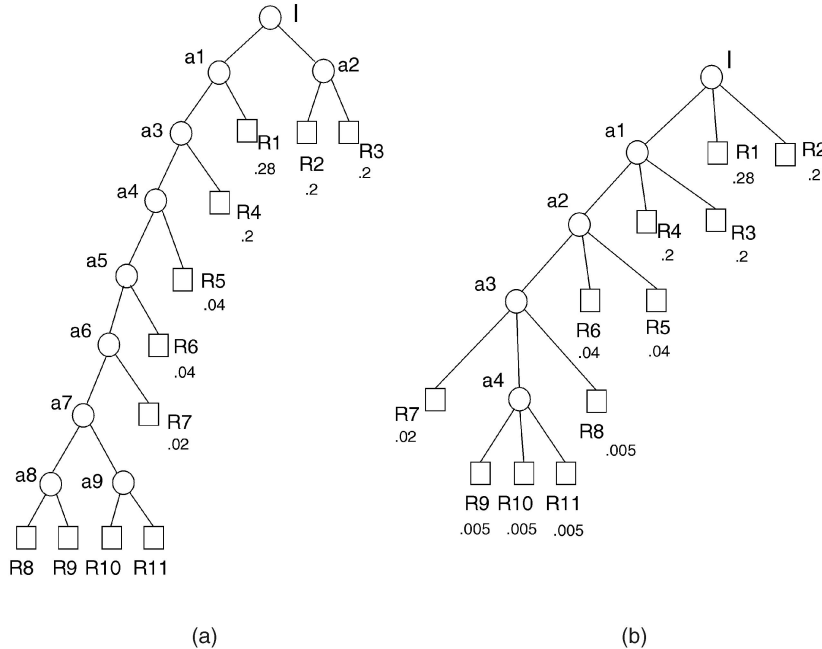 I
a1
a2
a3
R1
.28
R2
.2
R3
.2
a4
R4
.2
a5
R5
.04
a6
R6
.04
a7
R7
.02
a8
a9
R8
R9
R10
R11
(a)
I
a1
R1
.28
R2
.2
a2
R4
.2
R3
.2
a3
R6
.04
R5
.04
a4
R7
.02
R8
.005
R9
.005
R10
.005
R11
.005
(b)